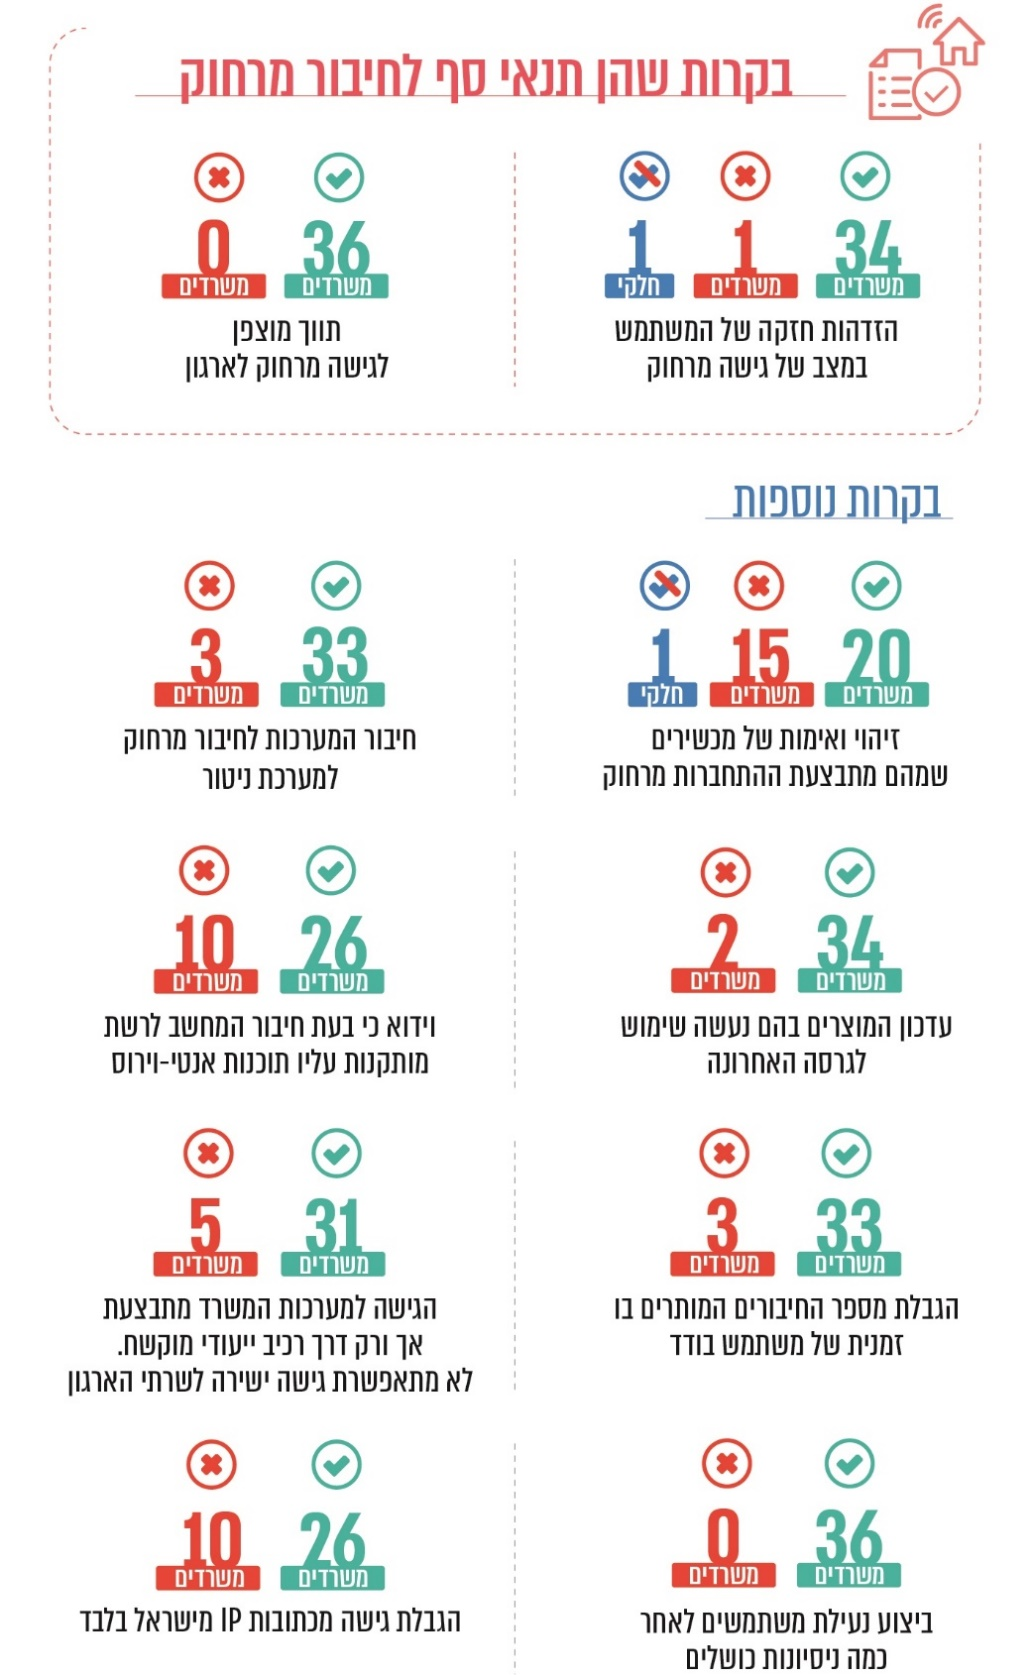 בקרות שהן תנאי סף לחיבור מרחוק
34 1 1
משרדים משרדים חלקי
הזדהות חזקה של המשתמש
במצב של גישה מרחוק
36 0
משרדים משרדים
תווך מוצפן
לגישה מרחוק לארגון
בקרות נוספות
20 15 1
משרדים משרדים חלקי
זיהוי ואימות של מכשירים
שמהם מתבצעת ההתחברות מרחוק
33 3
משרדים משרדים
חיבור המערכות לחיבור מרחוק
למערכת ניטור
34 2
משרדים משרדים
עדכון המוצרים בהם נעשה שימוש
לגרסה האחרונה
26 10
משרדים משרדים
וידוא כי בעת חיבור המחשב לרשת
מותקנות עליו תוכנות אנטי-וירוס
33 3
משרדים משרדים
הגבלת מספר החיבורים המותרים בו
זמנית של משתמש בודד
31 5
משרדים משרדים
הגישה למערכות המשרד מתבצעת
אך ורק דרך רכיב ייעודי מוקשח.
לא מתאפשרת גישה ישירה לשרתי הארגון
36 0
משרדים משרדים
ביצוע נעילת משתמשים לאחר
כמה ניסיונות כושלים
26 10
משרדים משרדים
הגבלת גישה מכתובות IP מישראל בלבד